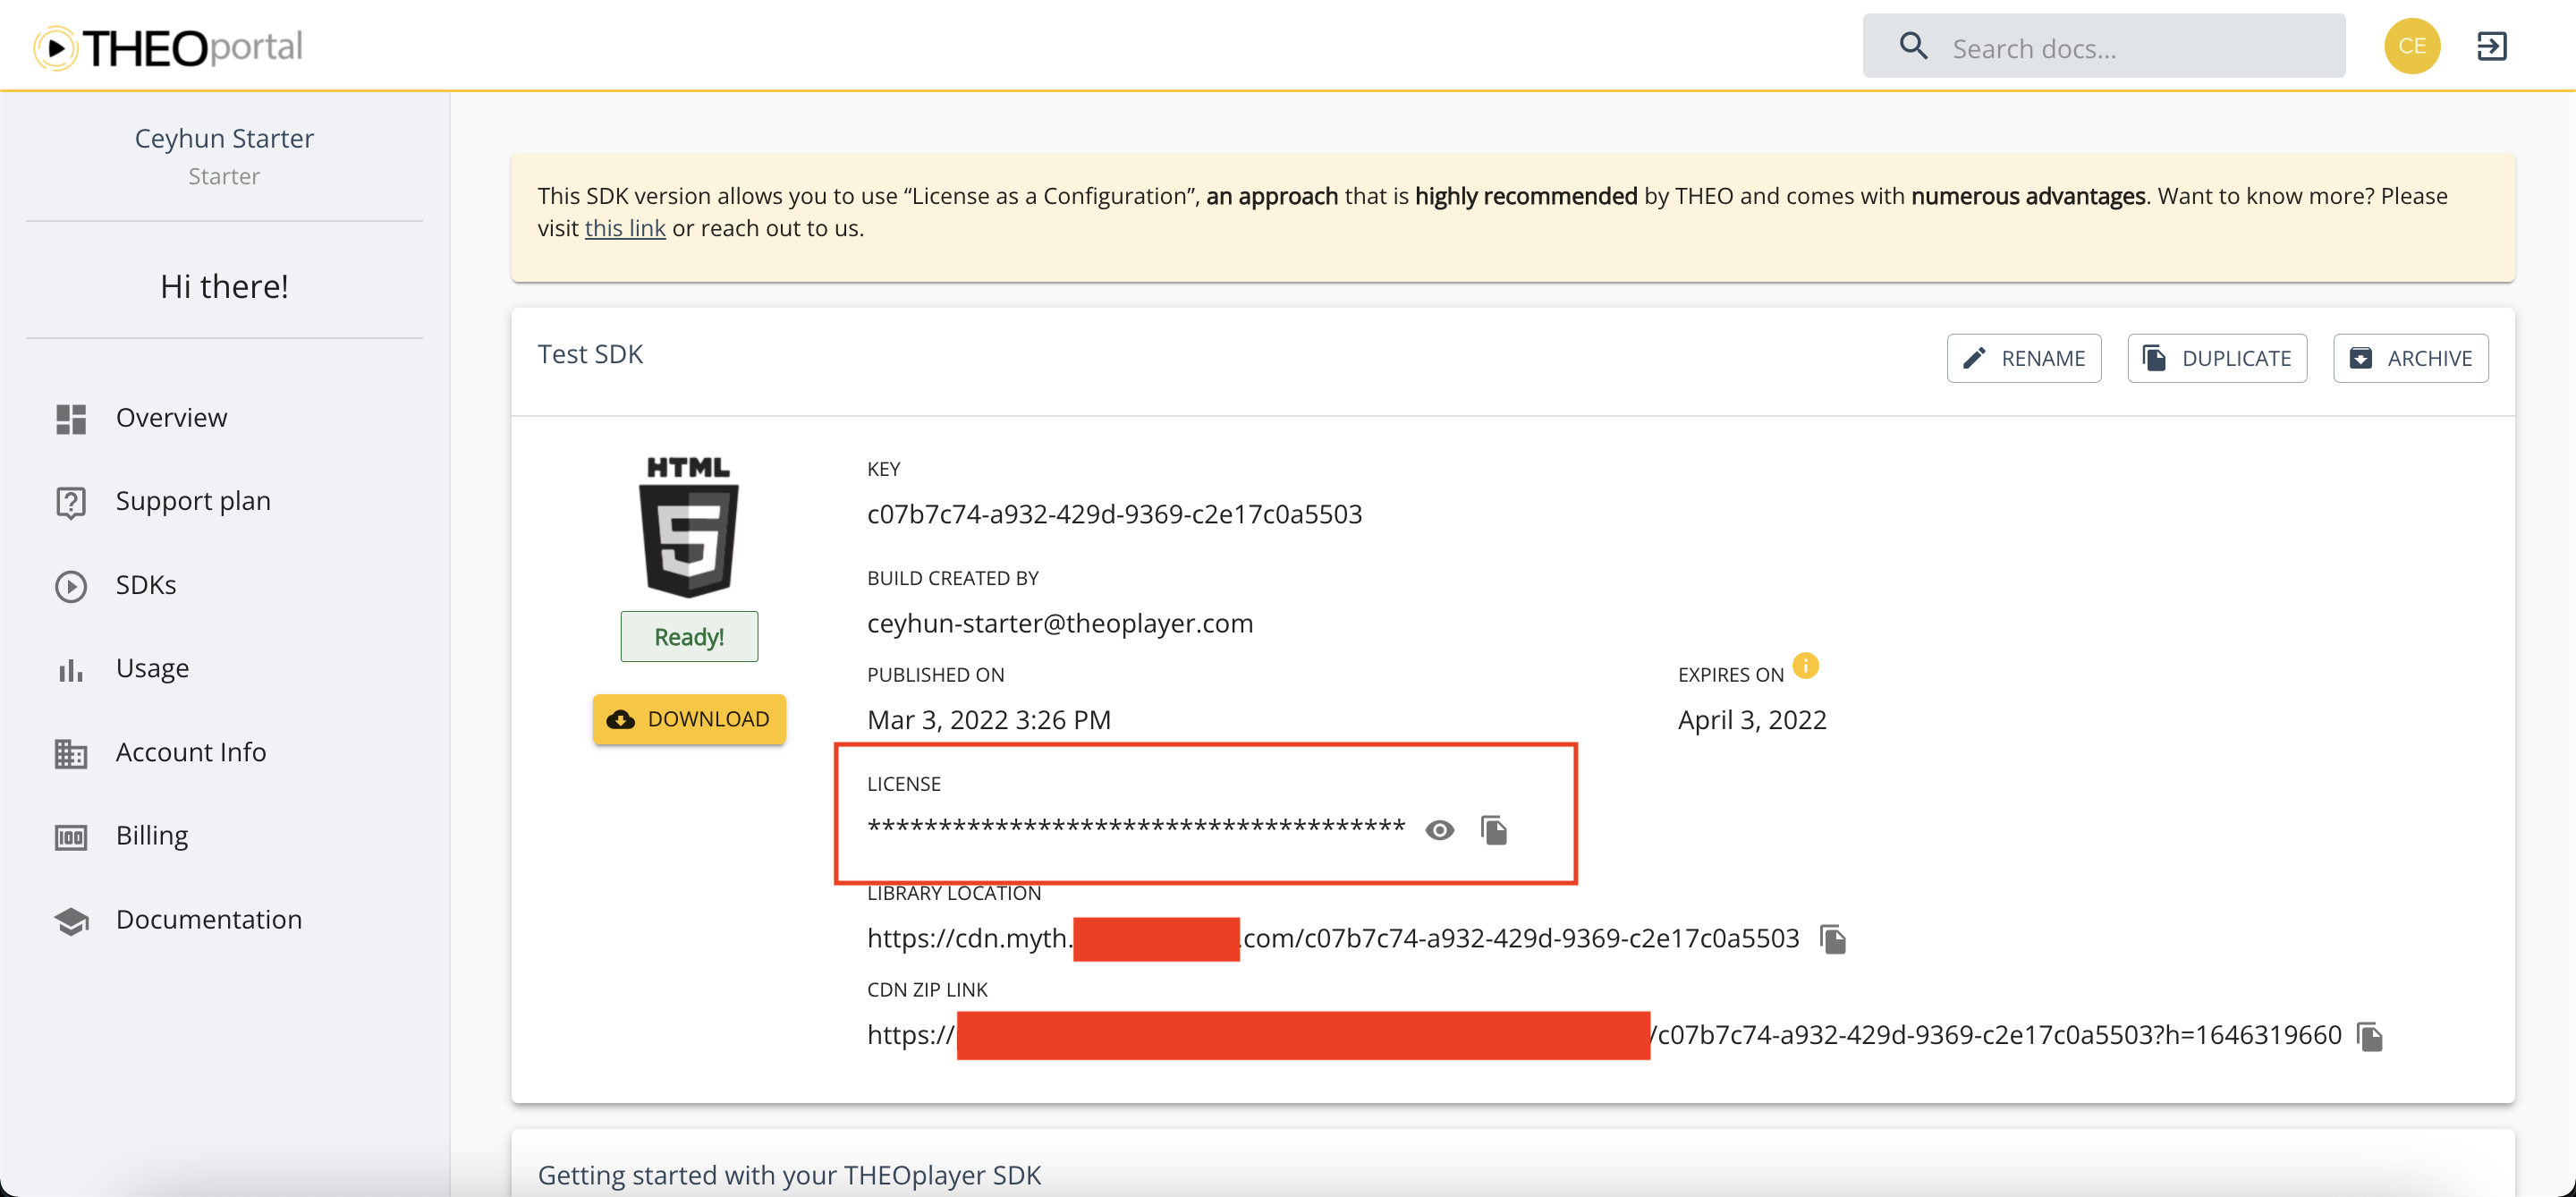 THEOportal
Search docs...
CE
Ceyhun Starter
Starter
Hi there!
Overview
Support plan
SDKs
Usage
Account Info
Billing
Documentation
This SDK version allows you to use “License as a Configuration”, an approach that is highly recommended by THEO and comes with numerous advantages. Want to know more? Please
visit this link or reach out to us.
Test SDK
RENAME
DUPLICATE
ARCHIVE
HTML
5
Ready!
DOWNLOAD
KEY
c07b7c74-a932-429d-9369-c2e17c0a5503
BUILD CREATED BY
ceyhun-starter@theoplayer.com
PUBLISHED ON
Mar 3, 2022 3:26 PM
EXPIRES ON
April 3, 2022
LICENSE
**************************************
LIBRARY LOCATION
https://cdn.myth. .com/c07b7c74-a932-429d-9369-c2e17c0a5503
CDN ZIP LINK
https:// /c07b7c74-a932-429d-9369-c2e17c0a5503?h=1646319660
Getting started with your THEOplayer SDK